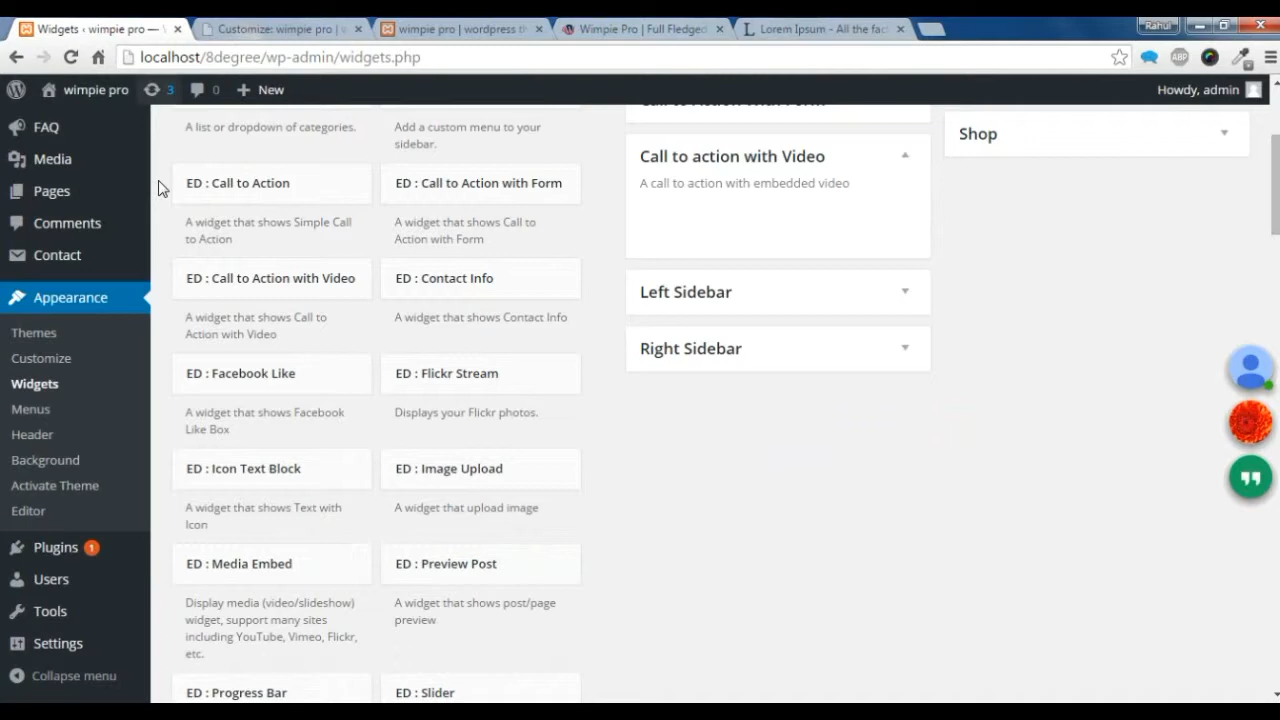 Widgets ‹ wimpie pro —
Customize: wimpie pro |
wimpie pro | wordpress th
Wimpie Pro | Full Fledged
Lorem Ipsum - All the fac
Rahul
localhost/8degree/wp-admin/widgets.php
ABP
wimpie pro
3
0
New
Howdy, admin
FAQ
Media
Pages
Comments
Contact
Appearance
Themes
Customize
Widgets
Menus
Header
Background
Activate Theme
Editor
Plugins 1
Users
Tools
Settings
Collapse menu
A list or dropdown of categories.
Add a custom menu to your
sidebar.
ED : Call to Action
A widget that shows Simple Call
to Action
ED : Call to Action with Form
A widget that shows Call to
Action with Form
ED : Call to Action with Video
A widget that shows Call to
Action with Video
ED : Contact Info
A widget that shows Contact Info
ED : Facebook Like
A widget that shows Facebook
Like Box
ED : Flickr Stream
Displays your Flickr photos.
ED : Icon Text Block
A widget that shows Text with
Icon
ED : Image Upload
A widget that upload image
ED : Media Embed
Display media (video/slideshow)
widget, support many sites
including YouTube, Vimeo, Flickr,
etc.
ED : Preview Post
A widget that shows post/page
preview
ED : Progress Bar
ED : Slider
Call to Action With Form
Call to action with Video
A call to action with embedded video
Left Sidebar
Right Sidebar
Shop